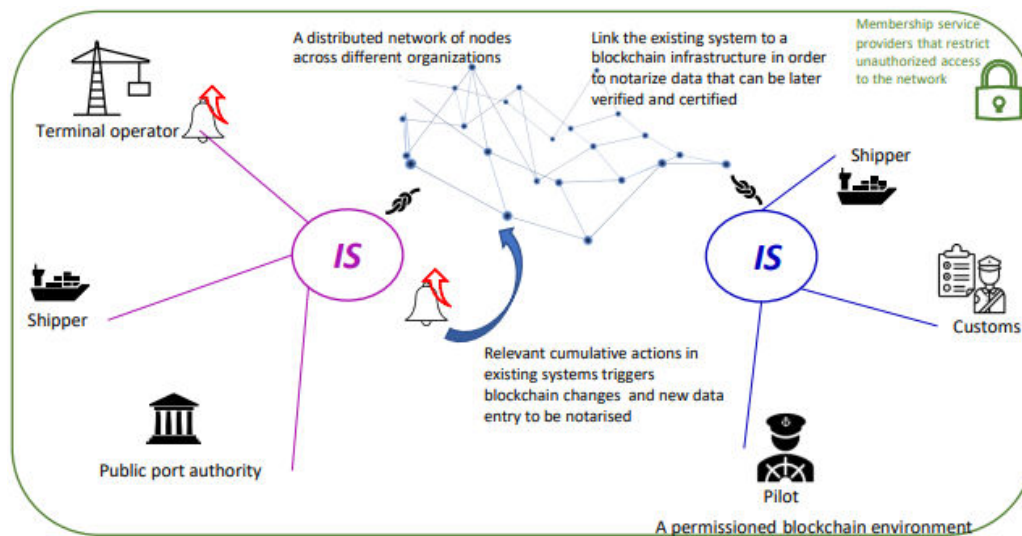 A distributed network of nodes
across different organizations
Link the existing system to a
blockchain infrastructure in order
to notarize data that can be later
verified and certified
Membership service
providers that restrict
unauthorized access
to the network
Terminal operator
Shipper
IS
IS
Shipper
Customs
Relevant cumulative actions in
existing systems triggers
blockchain changes and new data
entry to be notarised
Public port authority
Pilot
A permissioned blockchain environment